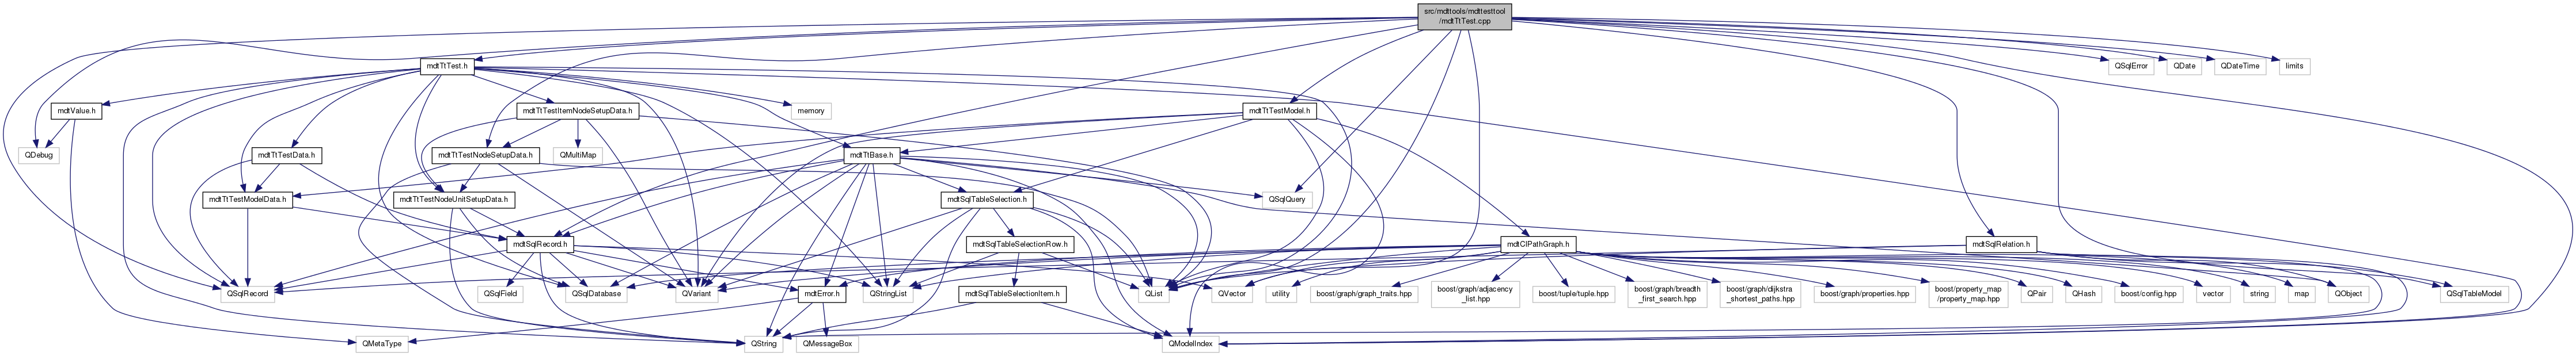 src/mdttools/mdttesttool
/mdtTtTest.cpp
mdtTtTest.h
QSqlError
QDate
QDateTime
limits
mdtValue.h
mdtTtTestItemNodeSetupData.h
memory
mdtTtTestModel.h
QDebug
mdtTtTestData.h
mdtTtTestNodeSetupData.h
QMultiMap
mdtTtBase.h
mdtTtTestModelData.h
mdtTtTestNodeUnitSetupData.h
mdtSqlTableSelection.h
QSqlQuery
mdtSqlRecord.h
mdtSqlTableSelectionRow.h
mdtClPathGraph.h
mdtSqlRelation.h
QSqlRecord
QSqlField
QSqlDatabase
QVariant
mdtError.h
QStringList
mdtSqlTableSelectionItem.h
QList
QVector
utility
boost/graph/graph_traits.hpp
boost/graph/adjacency
_list.hpp
boost/tuple/tuple.hpp
boost/graph/breadth
_first_search.hpp
boost/graph/dijkstra
_shortest_paths.hpp
boost/graph/properties.hpp
boost/property_map
/property_map.hpp
QPair
QHash
boost/config.hpp
vector
string
map
QObject
QSqlTableModel
QMetaType
QString
QMessageBox
QModelIndex